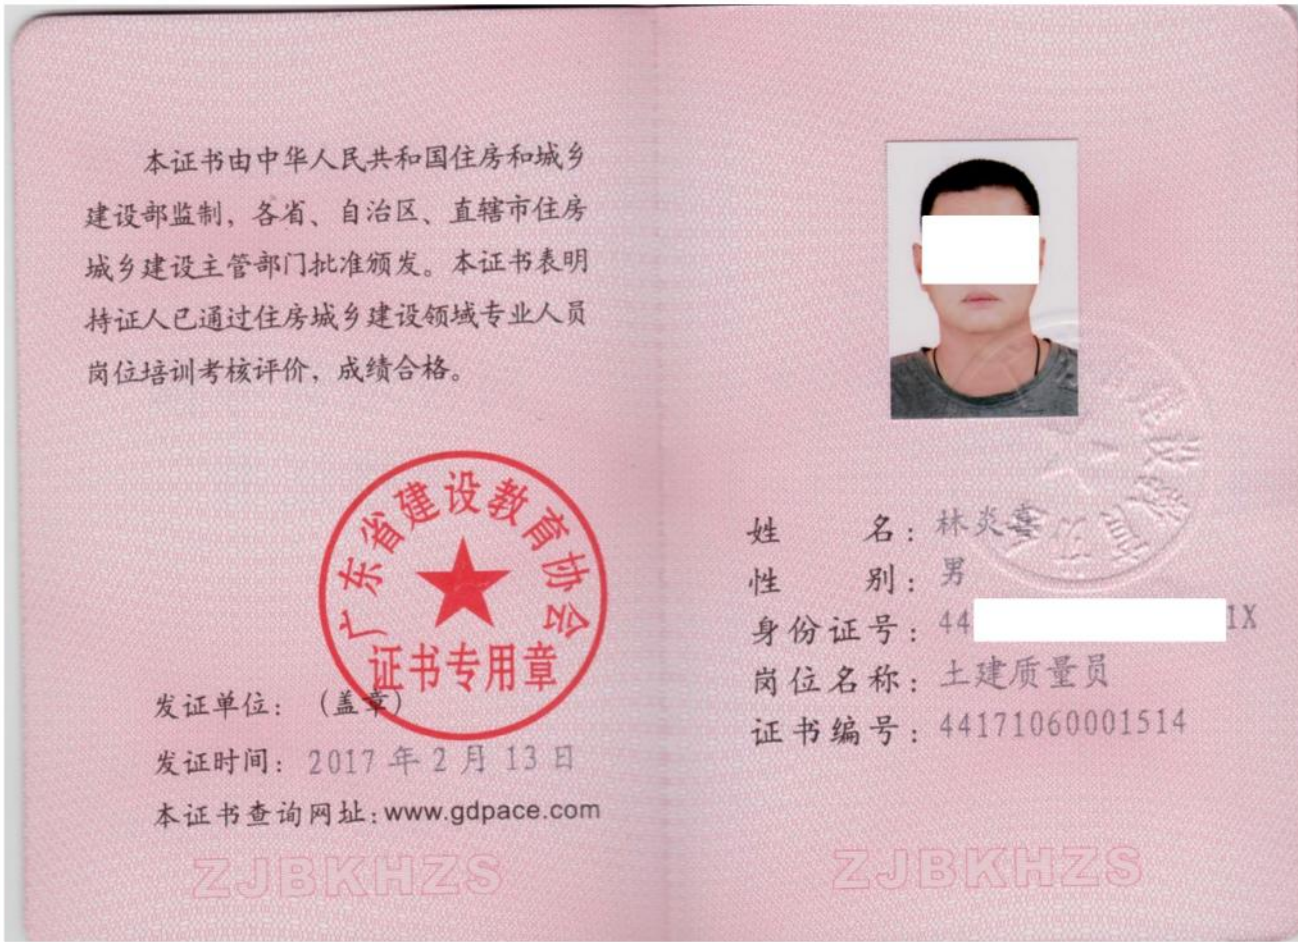 本证书由中华人民共和国住房和城乡
建设部监制，各省、自治区、直辖市住房
城乡建设主管部门批准颁发。本证书表明
持证人已通过住房城乡建设领域专业人员
岗位培训考核评价，成绩合格。
广东省建设教育协会
证书专用章
发证单位：（盖章）
发证时间：2017年2月13日
本证书查询网址:www.gdpace.com
ZJBKHZS
建设教育协会
姓名：林炎喜
性别：男
身份证号：44 1X
岗位名称：土建质量员
证书编号：44171060001514
ZJBKHZS